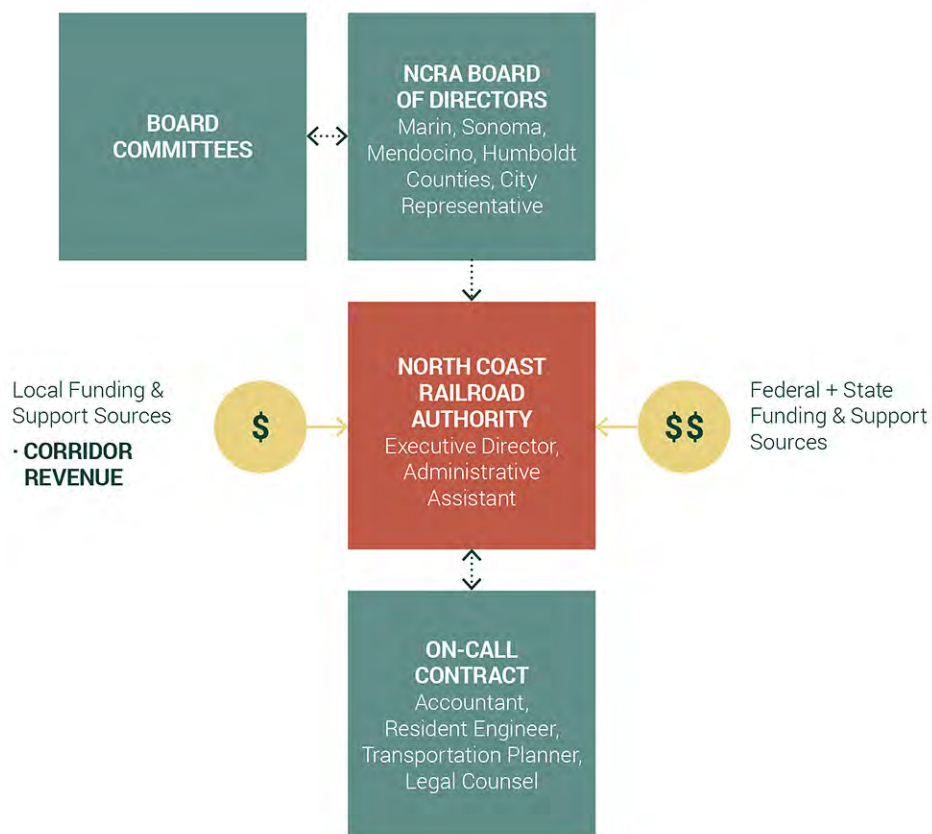 BOARD
COMMITTEES
NCRA BOARD
OF DIRECTORS
Marin, Sonoma,
Mendocino, Humboldt
Counties, City
Representative
Local Funding &
Support Sources
· CORRIDOR
REVENUE
$
NORTH COAST
RAILROAD
AUTHORITY
Executive Director,
Administrative
Assistant
$$
Federal + State
Funding & Support
Sources
ON-CALL
CONTRACT
Accountant,
Resident Engineer,
Transportation Planner,
Legal Counsel